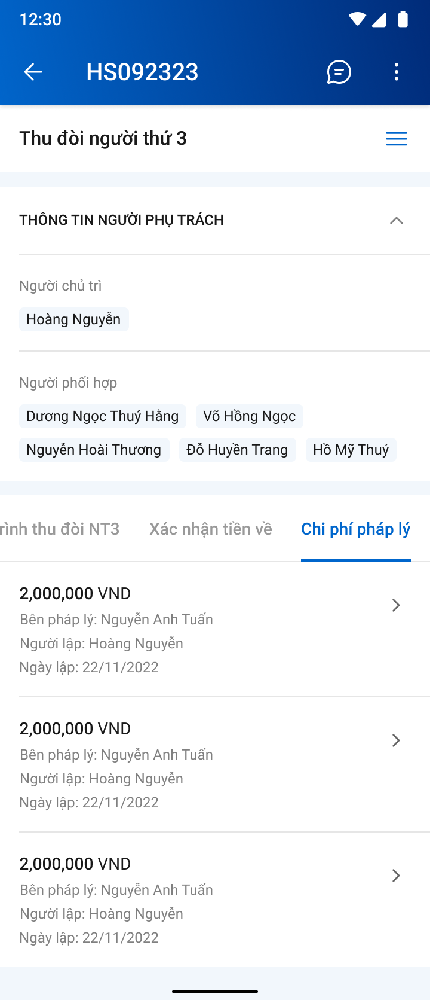 12:30
HS092323
Thu đòi người thứ 3
THÔNG TIN NGƯỜI PHỤ TRÁCH
Người chủ trì
Hoàng Nguyễn
Người phối hợp
Dương Ngọc Thuý Hằng Võ Hồng Ngọc
Nguyễn Hoài Thương Đỗ Huyền Trang Hồ Mỹ Thuý
rình thu đòi NT3 Xác nhận tiền về Chi phí pháp lý
2,000,000 VND
Bên pháp lý: Nguyễn Anh Tuấn
Người lập: Hoàng Nguyễn
Ngày lập: 22/11/2022
2,000,000 VND
Bên pháp lý: Nguyễn Anh Tuấn
Người lập: Hoàng Nguyễn
Ngày lập: 22/11/2022
2,000,000 VND
Bên pháp lý: Nguyễn Anh Tuấn
Người lập: Hoàng Nguyễn
Ngày lập: 22/11/2022